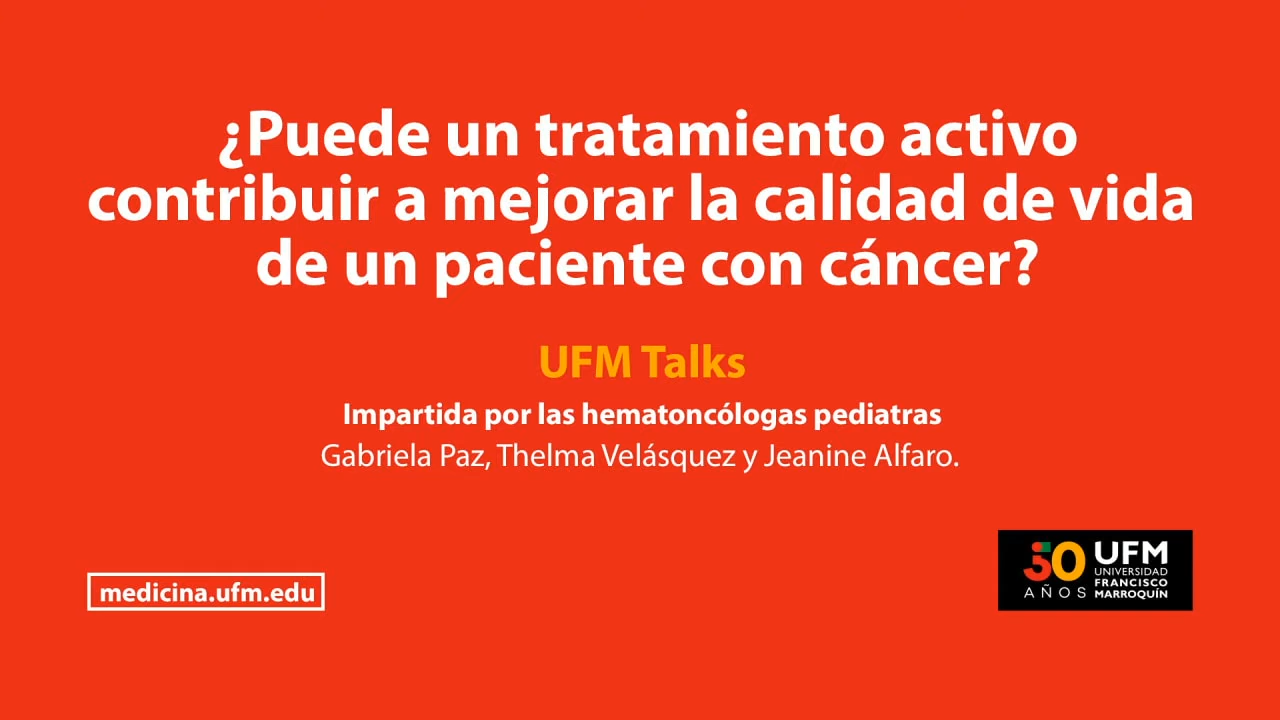 ¿Puede un tratamiento activo
contribuir a mejorar la calidad de vida
de un paciente con cáncer?
UFM Talks
Impartida por las hematoncólogas pediatras
Gabriela Paz, Thelma Velásquez y Jeanine Alfaro.
medicina.ufm.edu
50 AÑOS
UFM
UNIVERSIDAD
FRANCISCO
MARROQUÍN